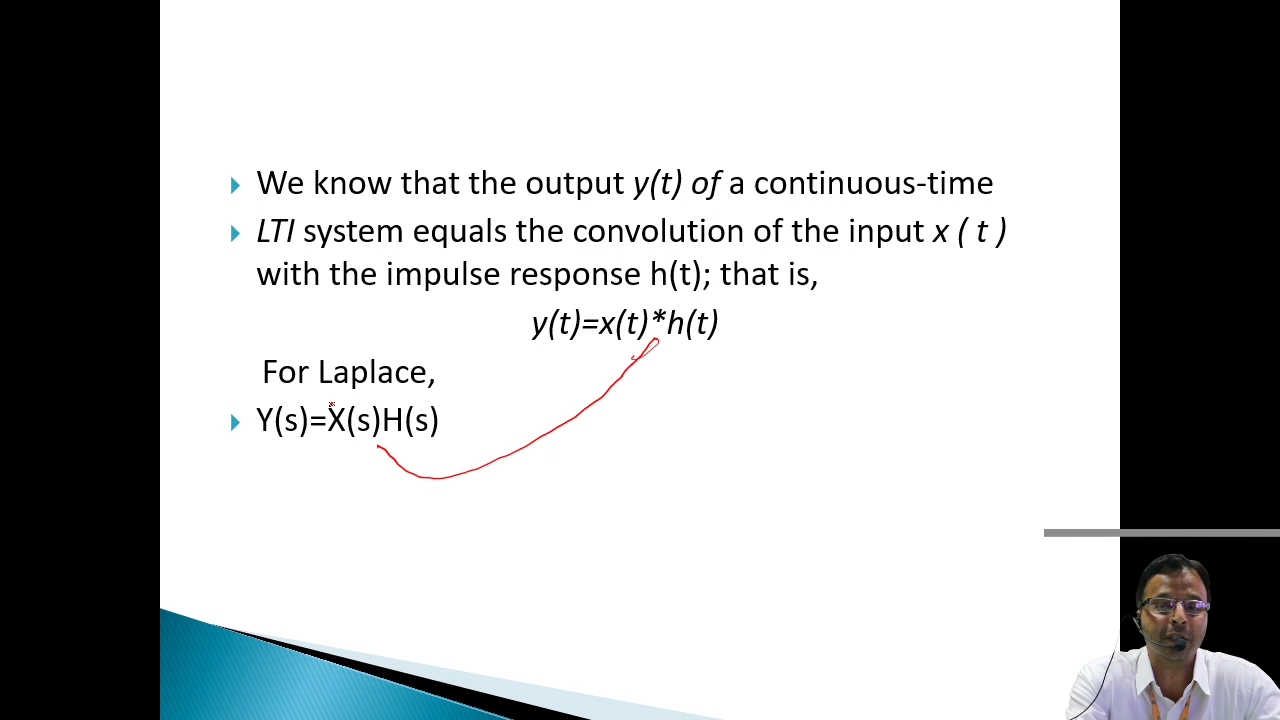 We know that the output y(t) of a continuous-time
LTI system equals the convolution of the input x ( t )
with the impulse response h(t); that is,
y(t)=x(t)*h(t)
For Laplace,
Y(s)=X(s)H(s)